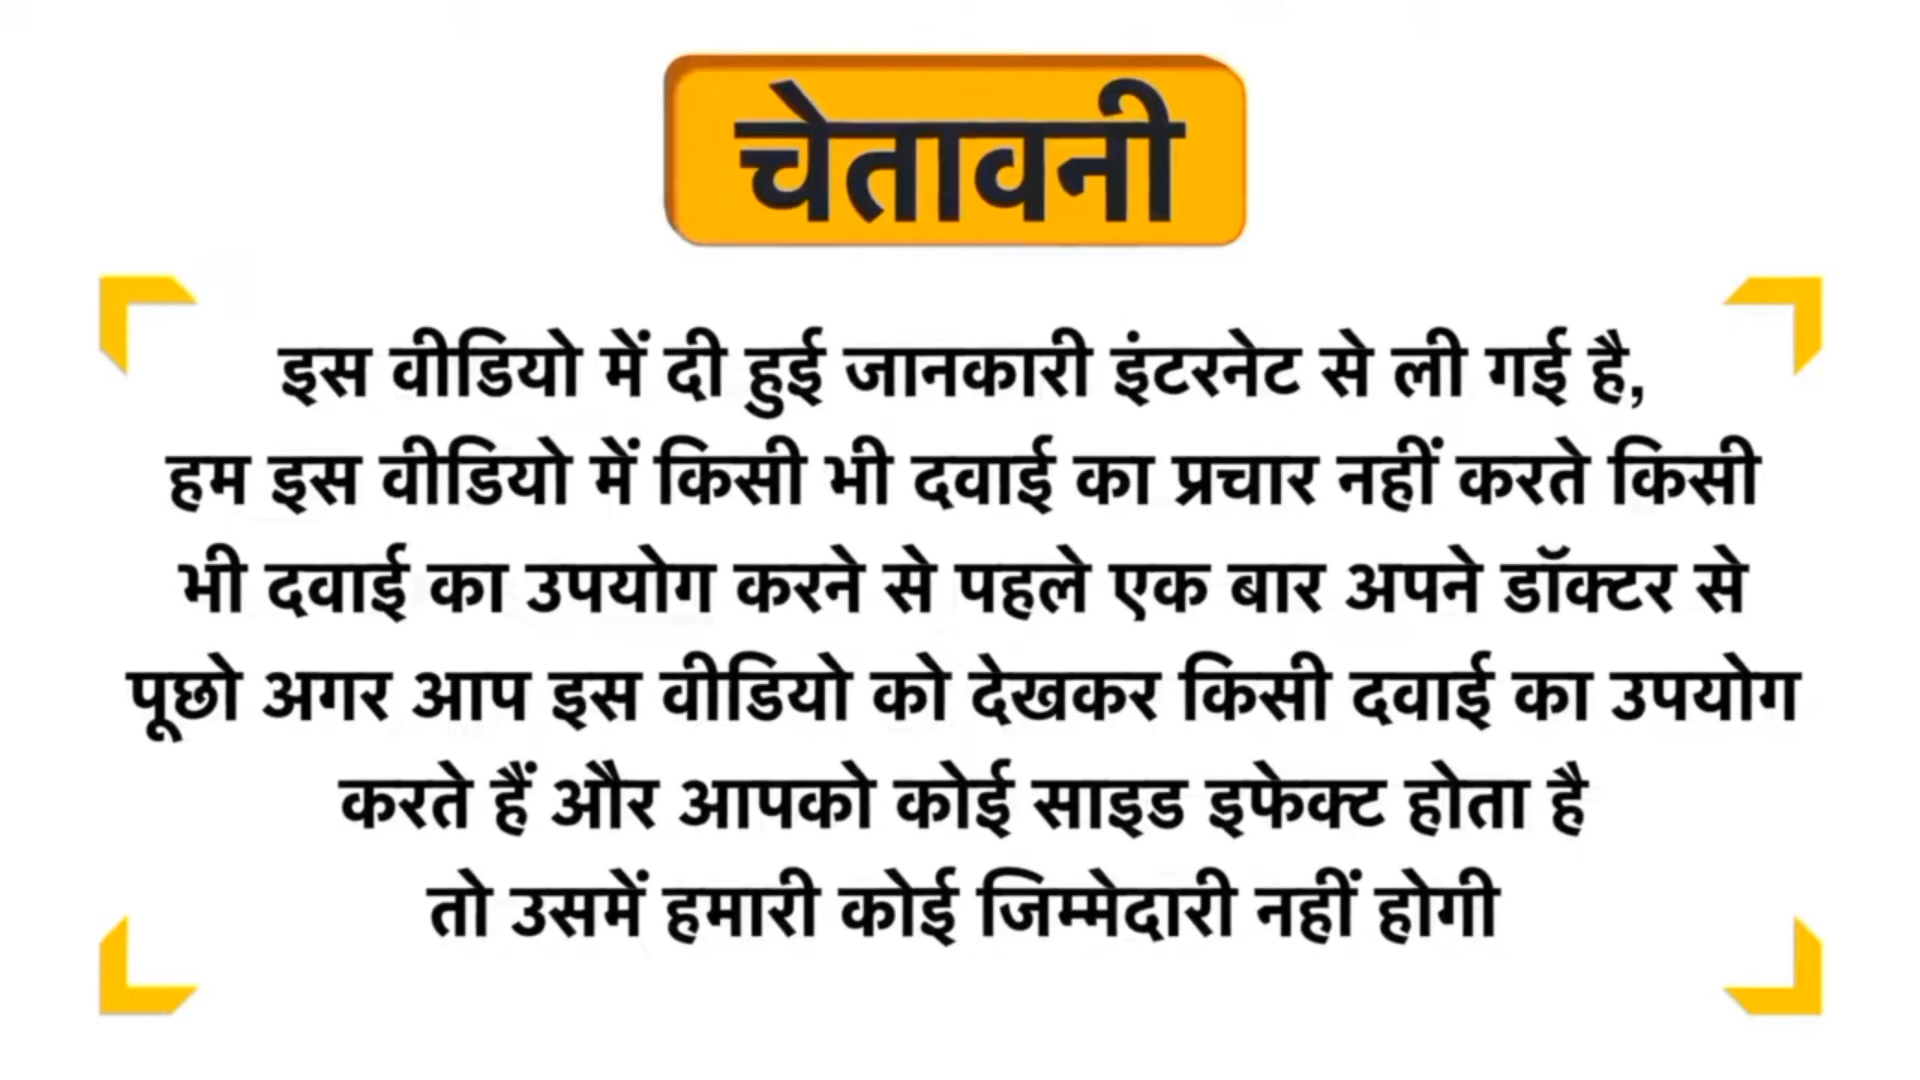 चेतावनी
इस वीडियो में दी हुई जानकारी इंटरनेट से ली गई है,
हम इस वीडियो में किसी भी दवाई का प्रचार नहीं करते किसी
भी दवाई का उपयोग करने से पहले एक बार अपने डॉक्टर से
पूछो अगर आप इस वीडियो को देखकर किसी दवाई का उपयोग
करते हैं और आपको कोई साइड इफेक्ट होता है
तो उसमें हमारी कोई जिम्मेदारी नहीं होगी